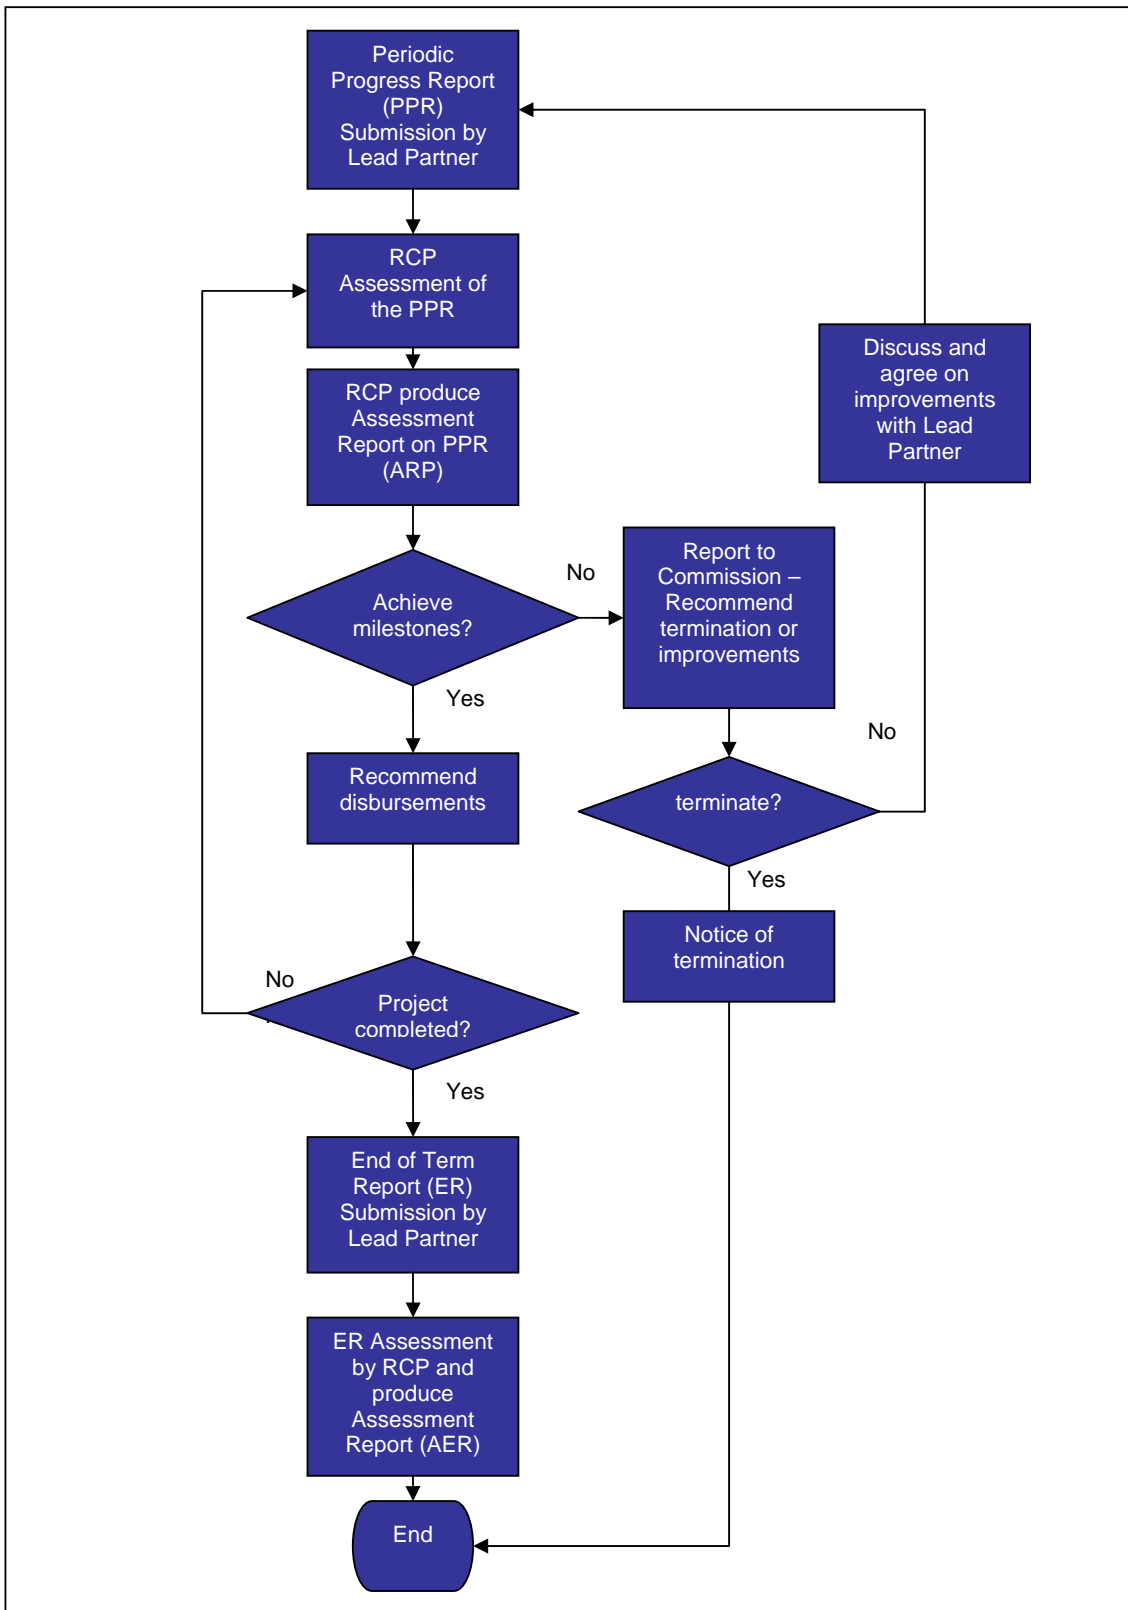 Periodic
Progress Report
(PPR)
Submission by
Lead Partner
RCP
Assessment of
the PPR
RCP produce
Assessment
Report on PPR
(ARP)
Discuss and
agree on
improvements
with Lead
Partner
Achieve
milestones?
No
Report to
Commission –
Recommend
termination or
improvements
Yes
No
Recommend
disbursements
terminate?
Yes
Notice of
termination
No
Project
completed?
Yes
End of Term
Report (ER)
Submission by
Lead Partner
ER Assessment
by RCP and
produce
Assessment
Report (AER)
End